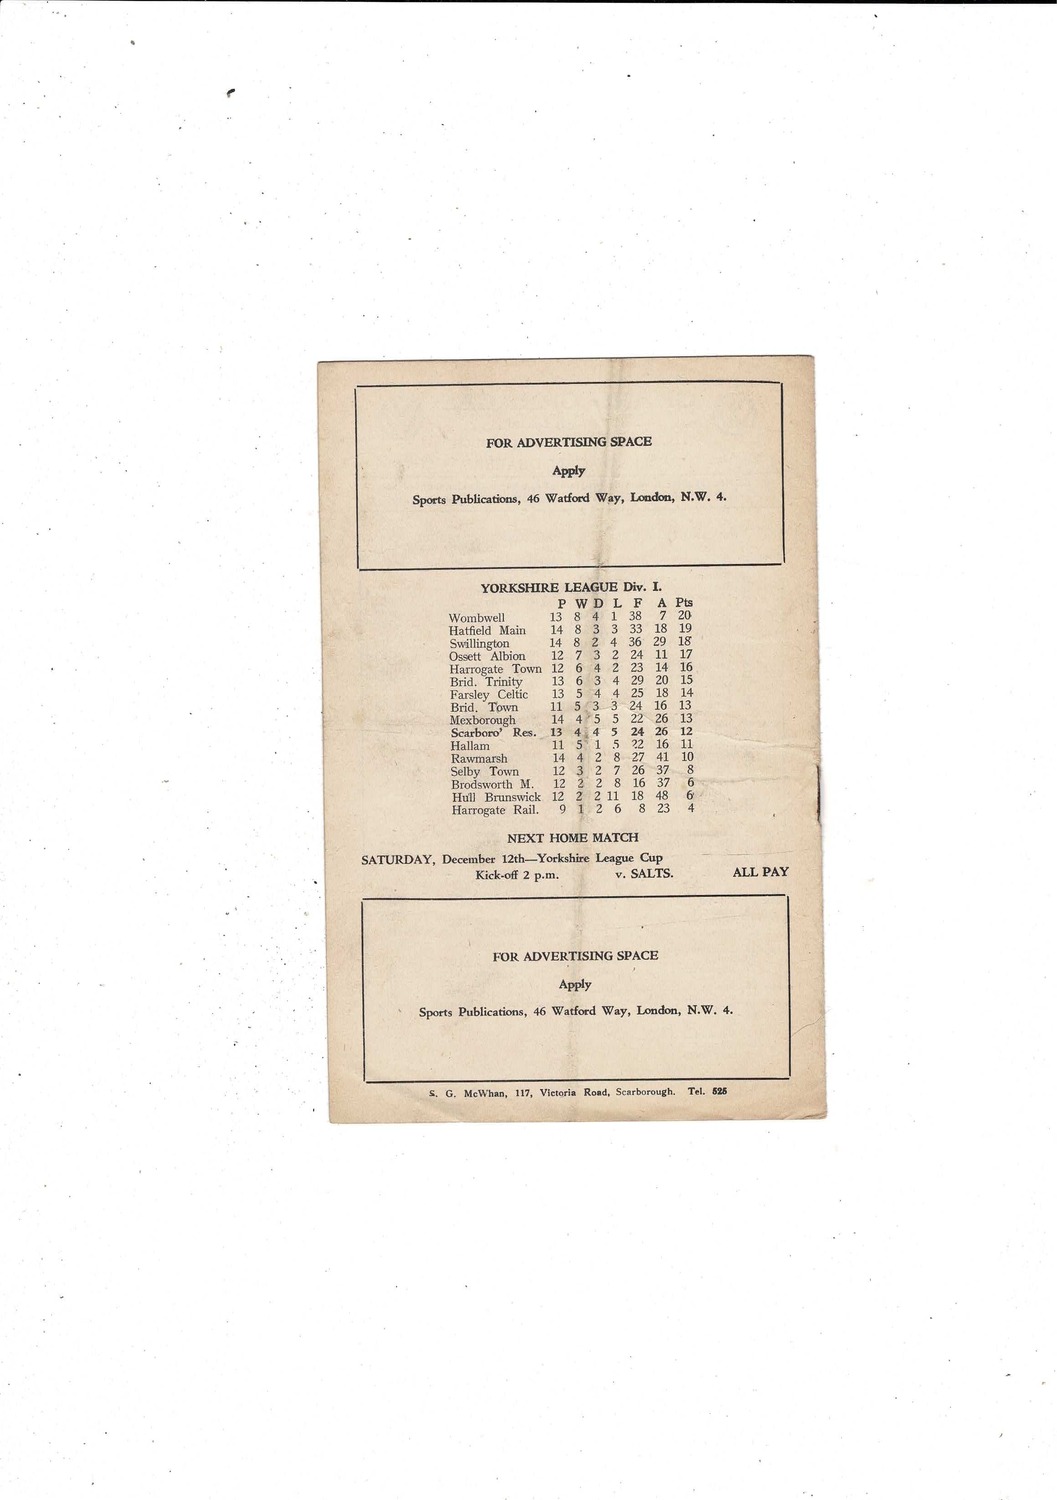 FOR ADVERTISING SPACE
Apply
Sports Publications, 46 Watford Way, London, N.W. 4.
YORKSHIRE LEAGUE Div. I.
P W D L F A Pts
Wombwell 13 8 4 1 38 7 20
Hatfield Main 14 8 3 3 33 18 19
Swillington 14 8 2 4 36 29 18
Ossett Albion 12 7 3 2 24 11 17
Harrogate Town 12 6 4 2 23 14 16
Brid. Trinity 13 6 3 4 29 20 15
Farsley Celtic 13 5 4 4 25 18 14
Brid. Town 11 5 3 3 24 16 13
Mexborough 14 4 5 5 22 26 13
Scarboro' Res. 13 4 4 5 24 26 12
Hallam 11 5 1 5 22 16 11
Rawmarsh 14 4 2 8 27 41 10
Selby Town 12 3 2 7 26 37 8
Brodsworth M. 12 2 2 8 16 37 6
Hull Brunswick 12 2 2 11 18 48 6
Harrogate Rail. 9 1 2 6 8 23 4
NEXT HOME MATCH
SATURDAY, December 12th—Yorkshire League Cup
Kick-off 2 p.m. v. SALTS. ALL PAY
FOR ADVERTISING SPACE
Apply
Sports Publications, 46 Watford Way, London, N.W. 4.
S. G. McWhan, 117, Victoria Road, Scarborough. Tel. 525